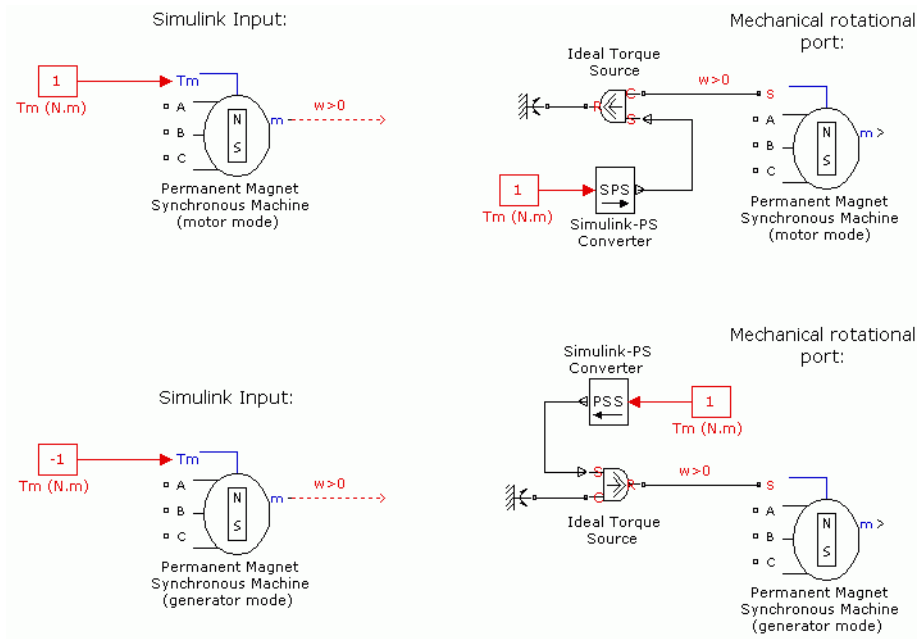 Simulink Input:
1
Tm (N.m)
Tm
A
B
C
N
S
m
w>0
Permanent Magnet
Synchronous Machine
(motor mode)
Mechanical rotational
port:
Ideal Torque
Source
R
C
S
w>0
1
Tm (N.m)
SPS
Simulink-PS
Converter
S
A
B
C
N
S
m >
Permanent Magnet
Synchronous Machine
(motor mode)
Simulink Input:
-1
Tm (N.m)
Tm
A
B
C
N
S
m
w>0
Permanent Magnet
Synchronous Machine
(generator mode)
Mechanical rotational
port:
Simulink-PS
Converter
PSS
1
Tm (N.m)
S
C
R
w>0
Ideal Torque
Source
S
A
B
C
N
S
m >
Permanent Magnet
Synchronous Machine
(generator mode)